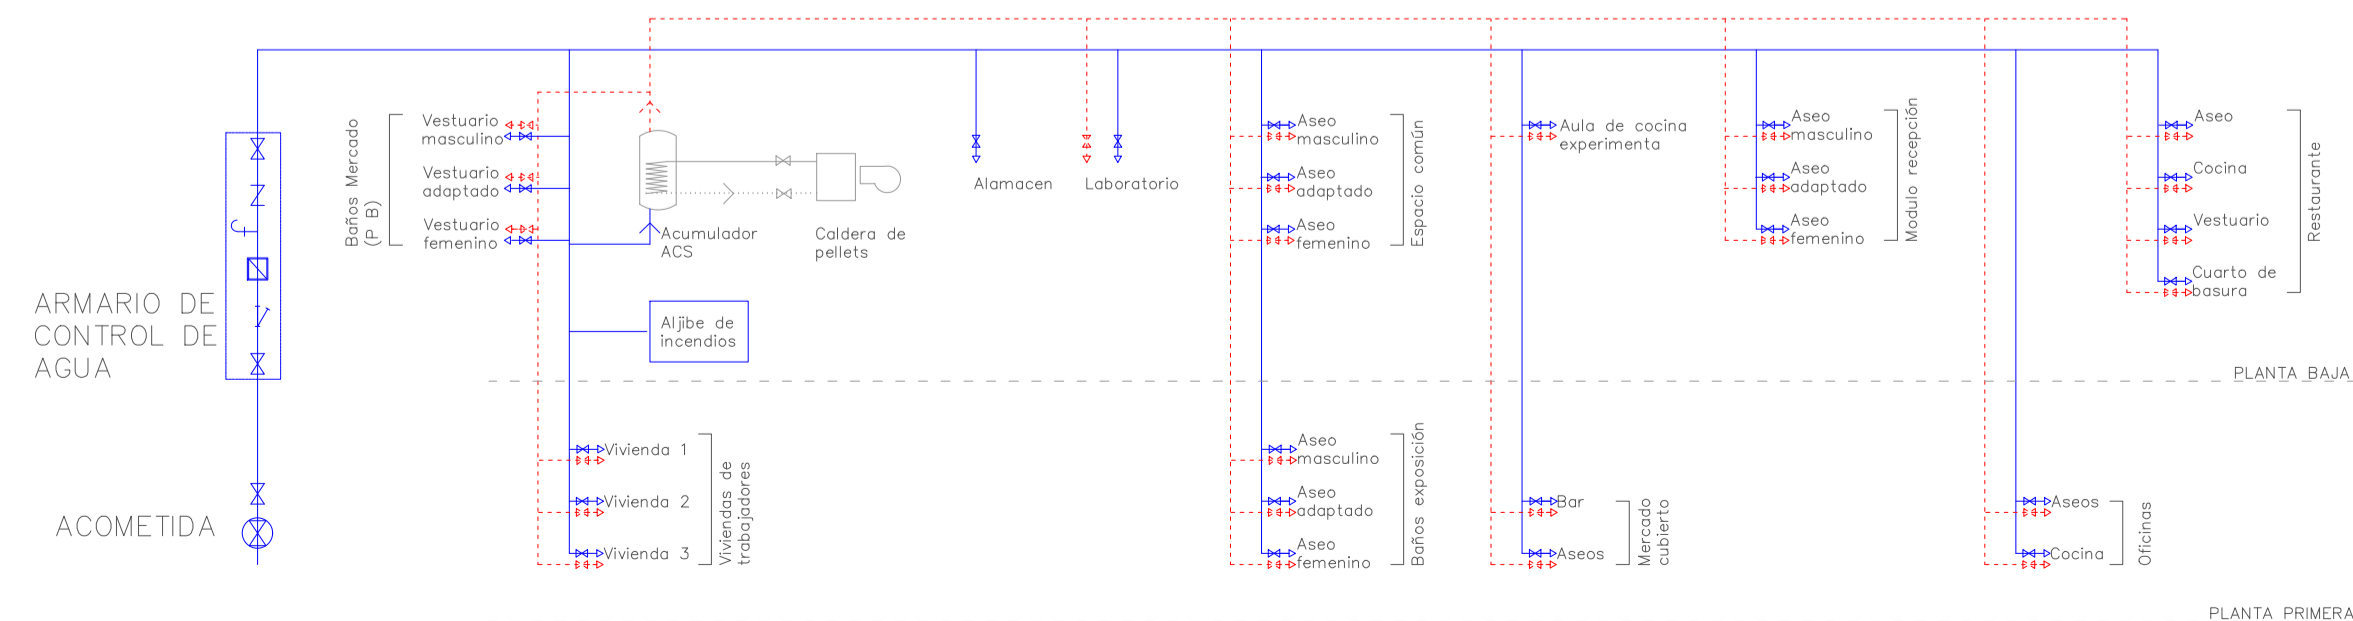 ARMARIO DE
CONTROL DE
AGUA
ACOMETIDA
Baños Mercado
(P B)
Vestuario
masculino
Vestuario
adaptado
Vestuario
femenino
Acumulador
ACS
Caldera de
pellets
Aljibe de
incendios
Vivienda 1
Vivienda 2
Vivienda 3
Viviendas de
trabajadores
Alamacen
Laboratorio
Aseo
masculino
Aseo
adaptado
Aseo
femenino
Espacio común
Aseo
masculino
Aseo
adaptado
Aseo
femenino
Baños exposición
Aula de cocina
experimenta
Bar
Aseos
Mercado
cubierto
Aseo
masculino
Aseo
adaptado
Aseo
femenino
Modulo recepción
Aseos
Cocina
Oficinas
Aseo
Cocina
Vestuario
Cuarto de
basura
Restaurante
PLANTA BAJA
PLANTA PRIMERA